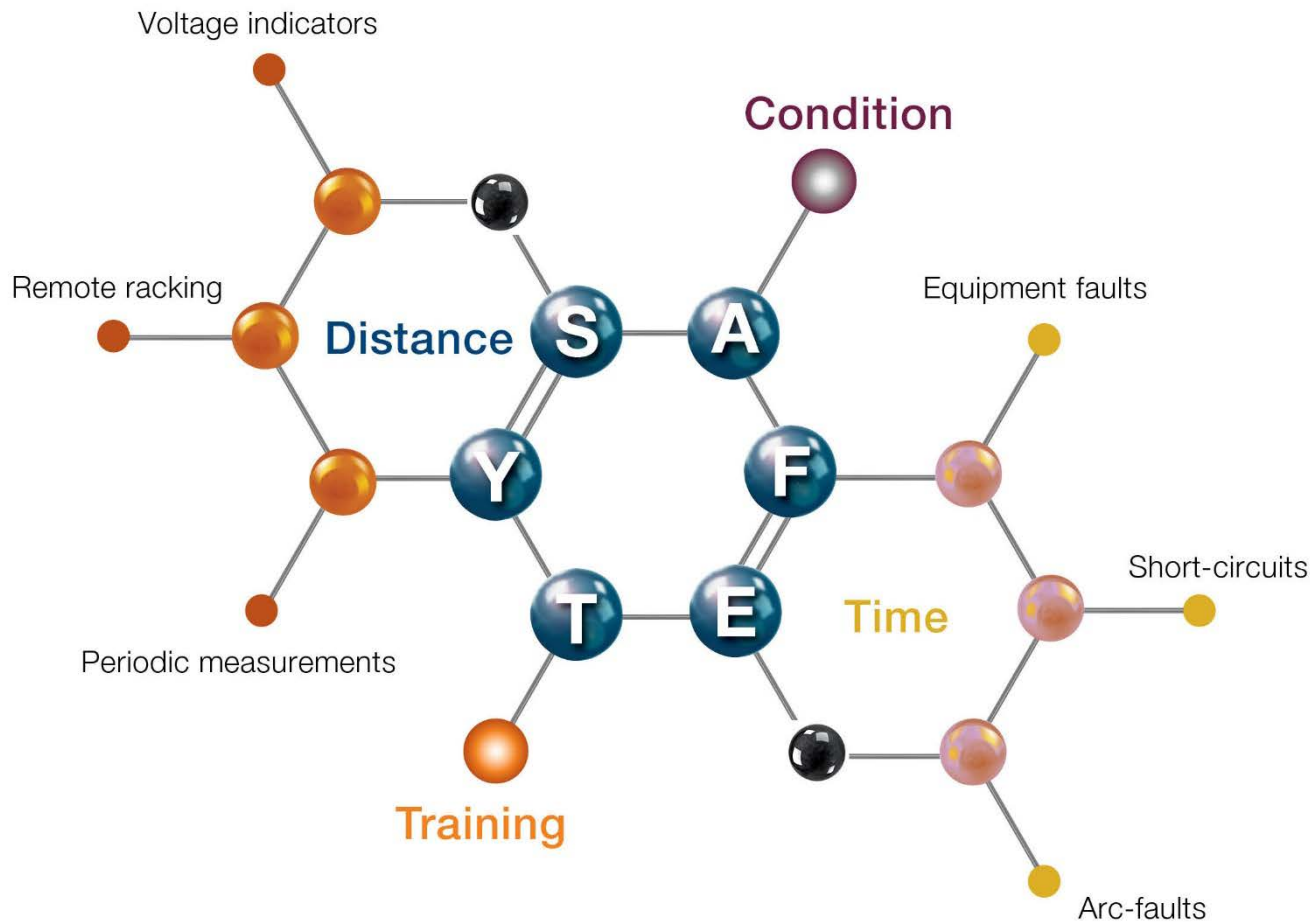 Voltage indicators
Condition
Remote racking
Equipment faults
Distance
S A
Y F
T E
Short-circuits
Time
Periodic measurements
Training
Arc-faults